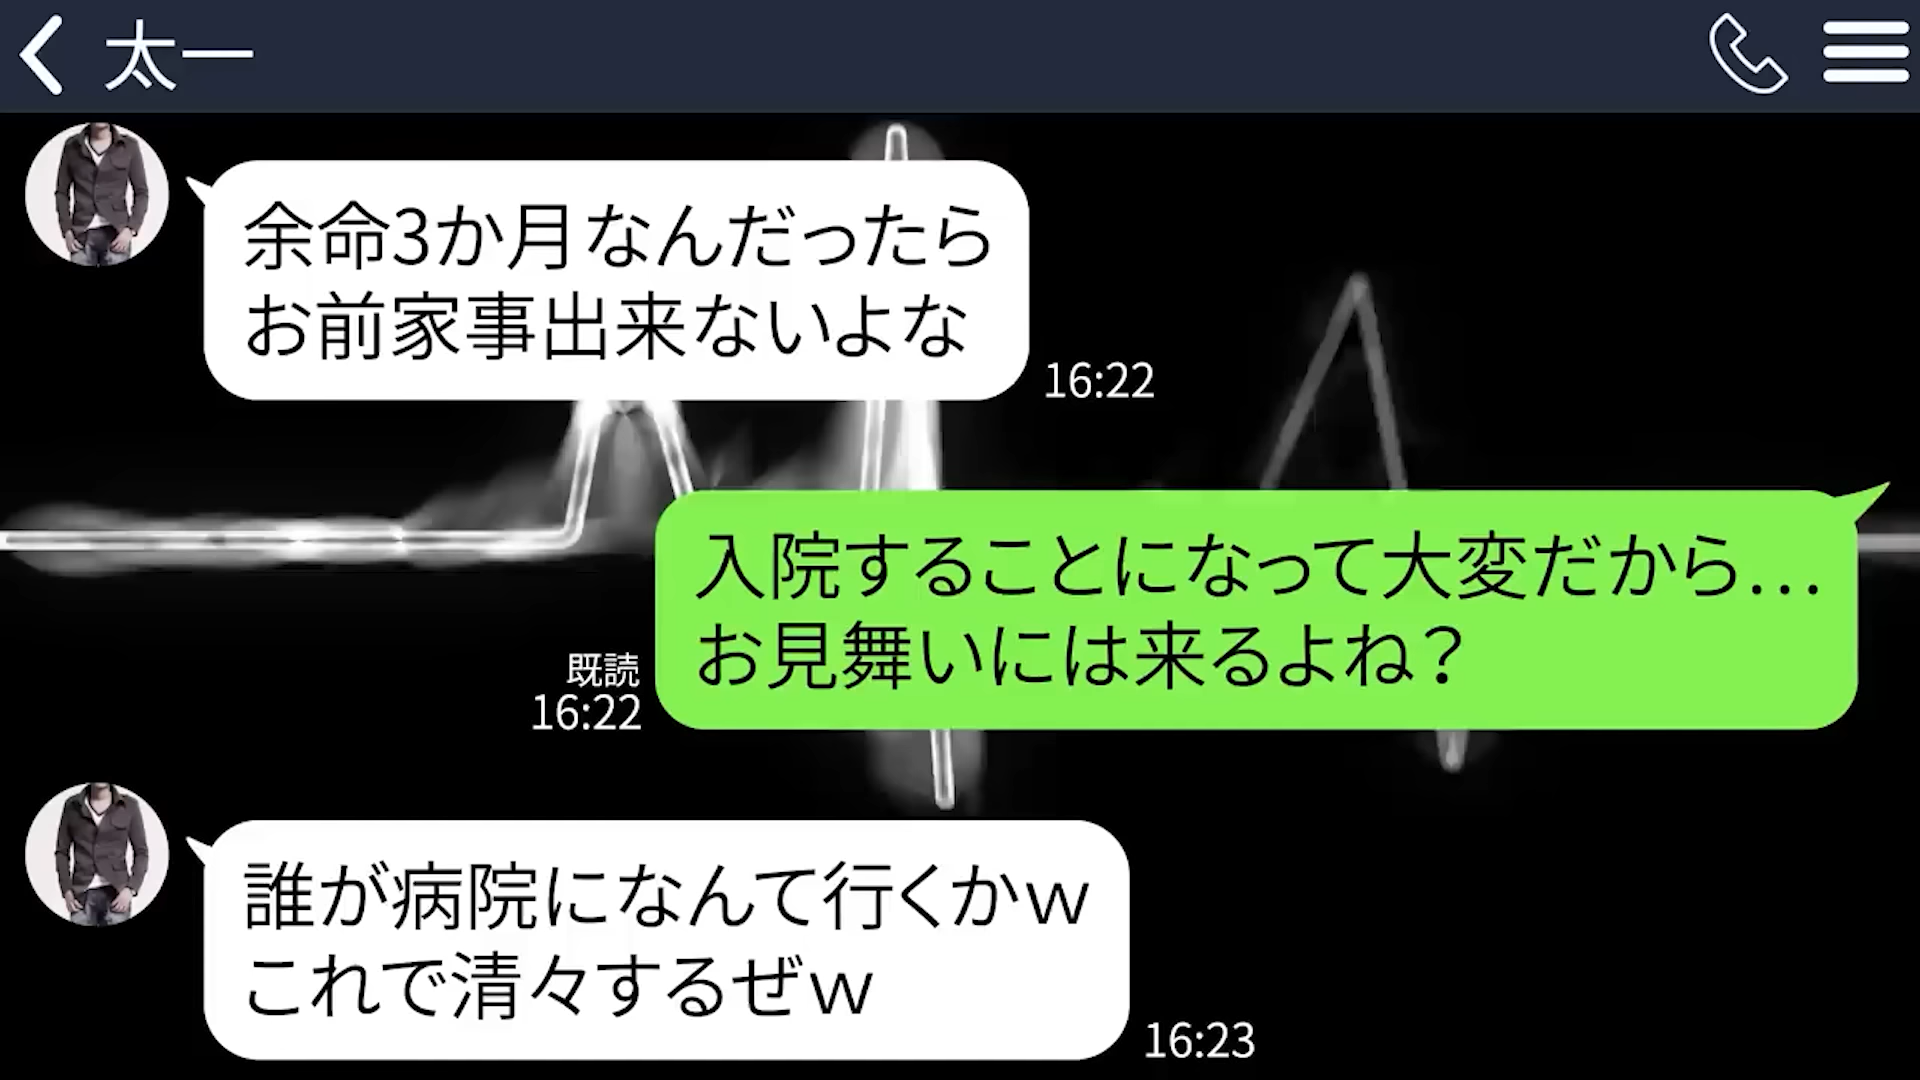 太一
余命3か月なんだったら
お前家事出来ないよな
16:22
入院することになって大変だから…
お見舞いには来るよね？
既読
16:22
誰が病院になんて行くかｗ
これで清々するぜｗ
16:23